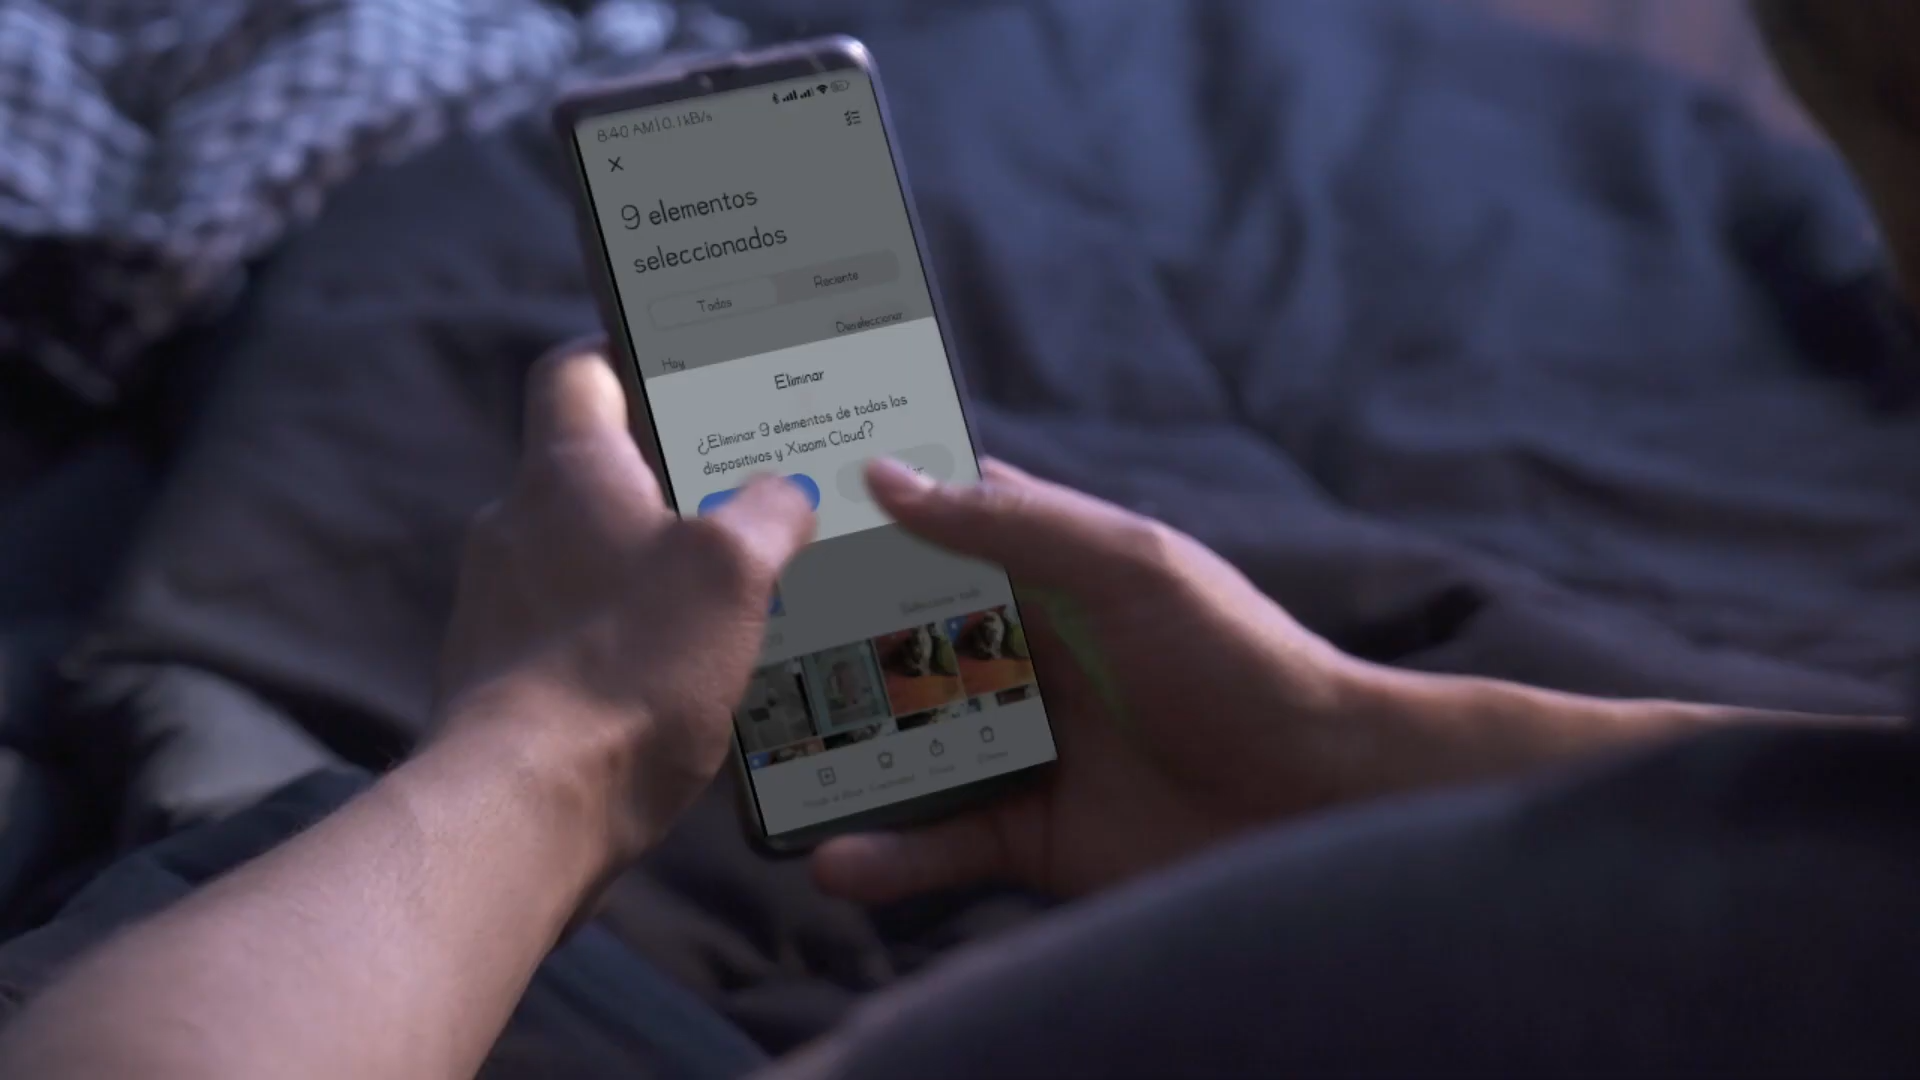 8:40 AM | 0.1kB/s
9 elementos
seleccionados
Todos
Reciente
Deseleccionar
Hoy
Eliminar
¿Eliminar 9 elementos de todos los
dispositivos y Xiaomi Cloud?